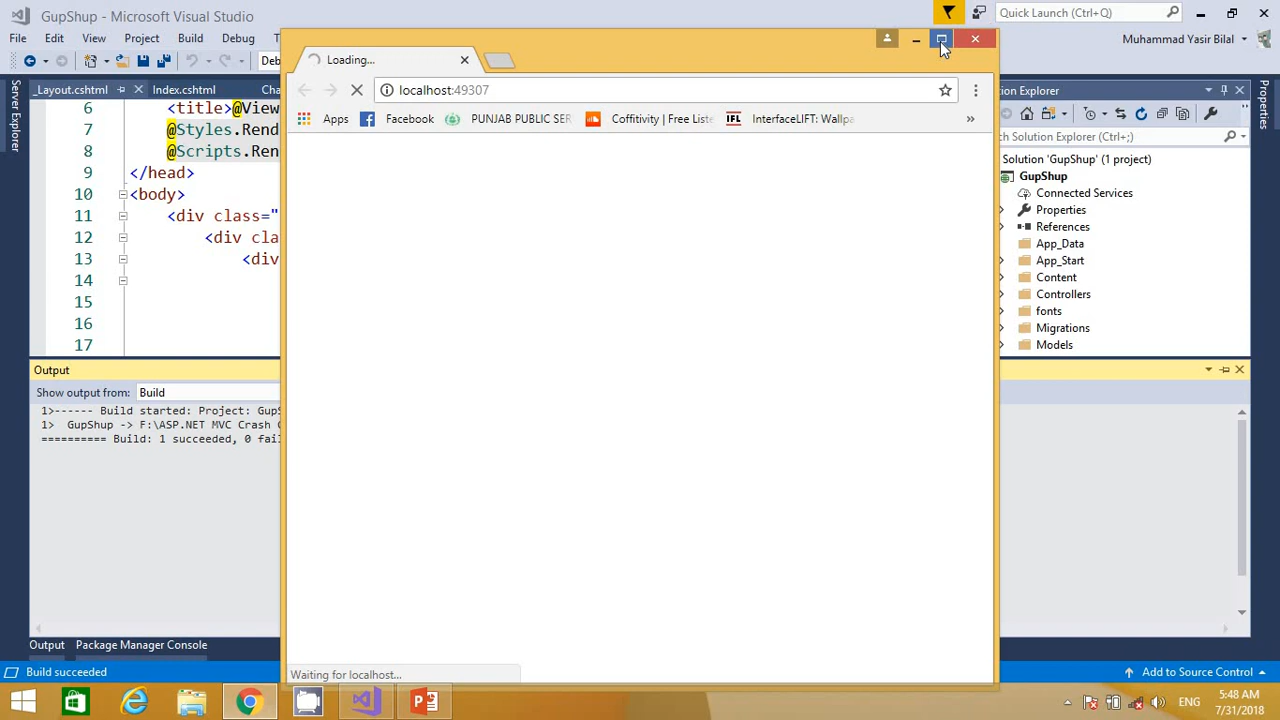 GupShup - Microsoft Visual Studio
Quick Launch (Ctrl+Q)
File Edit View Project Build
Muhammad Yasir Bilal
Loading...
localhost:49307
Apps Facebook PUNJAB PUBLIC SER Coffitivity | Free Liste InterfaceLIFT: Wallpa »
Server Explorer
_Layout.cshtml Index.cshtml
6 <title>@View
7 @Styles.Rend
8 @Scripts.Ren
9 </head>
10 <body>
11 <div class="
12 <div cla
13 <div
14
15
16
17
Explorer
Search Solution Explorer (Ctrl+;)
Solution 'GupShup' (1 project)
GupShup
Connected Services
Properties
References
App_Data
App_Start
Content
Controllers
fonts
Migrations
Models
Properties
Output
Show output from: Build
1>------ Build started: Project: GupS
1> GupShup -> F:\ASP.NET MVC Crash C
========== Build: 1 succeeded, 0 fai
Waiting for localhost...
Output Package Manager Console
Build succeeded
Add to Source Control
ENG
5:48 AM
7/31/2018